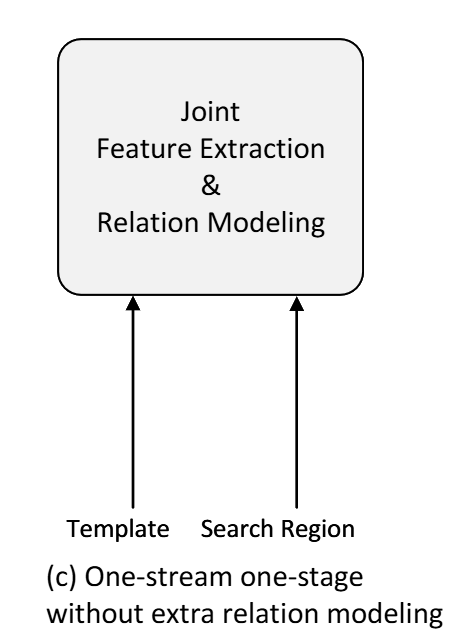 Joint
Feature Extraction
&
Relation Modeling
Template Search Region
(c) One-stream one-stage
without extra relation modeling